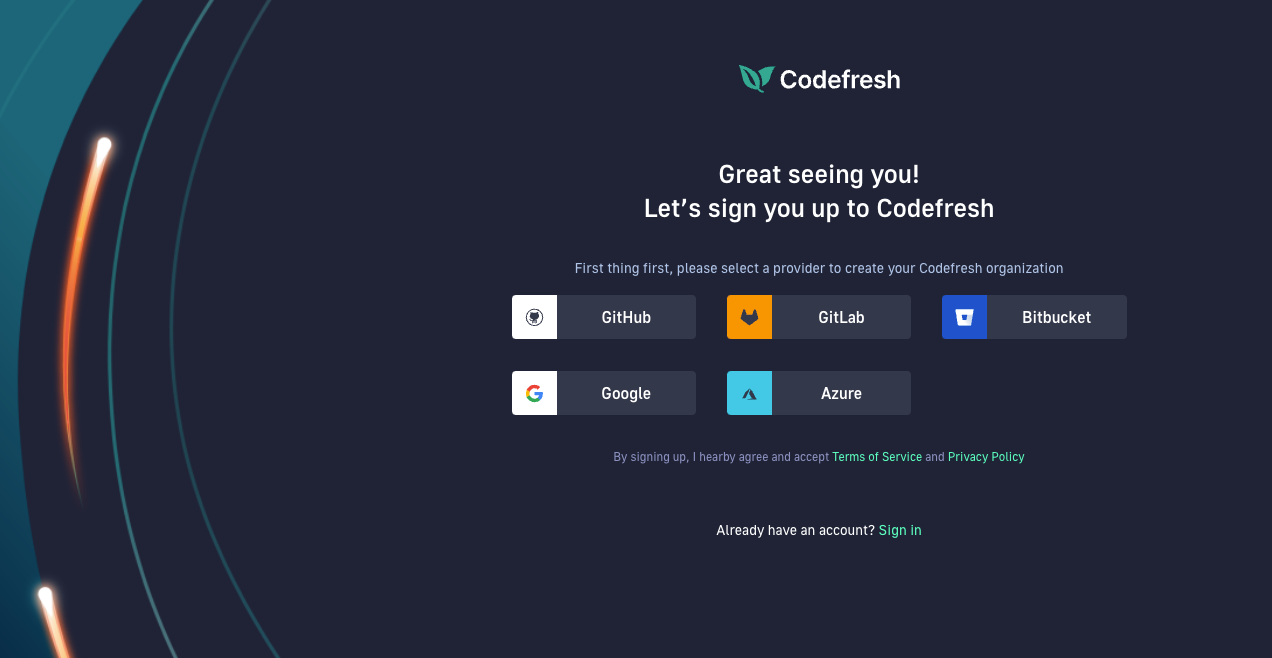 Codefresh
Great seeing you!
Let's sign you up to Codefresh
First thing first, please select a provider to create your Codefresh organization
GitHub
GitLab
Bitbucket
Google
Azure
By signing up, I hearby agree and accept Terms of Service and Privacy Policy
Already have an account? Sign in